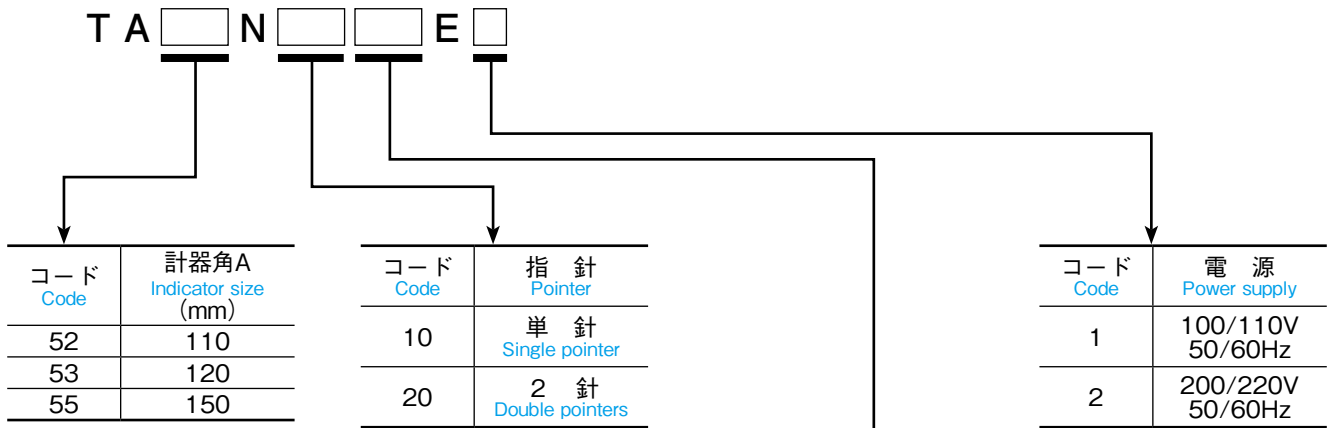 TA N E
コード
Code
計器角A
Indicator size
(mm)
52 110
53 120
55 150
コード
Code
指 針
Pointer
10
単 針
Single pointer
20
2 針
Double pointers
コード
Code
電 源
Power supply
1
100/110V
50/60Hz
2
200/220V
50/60Hz